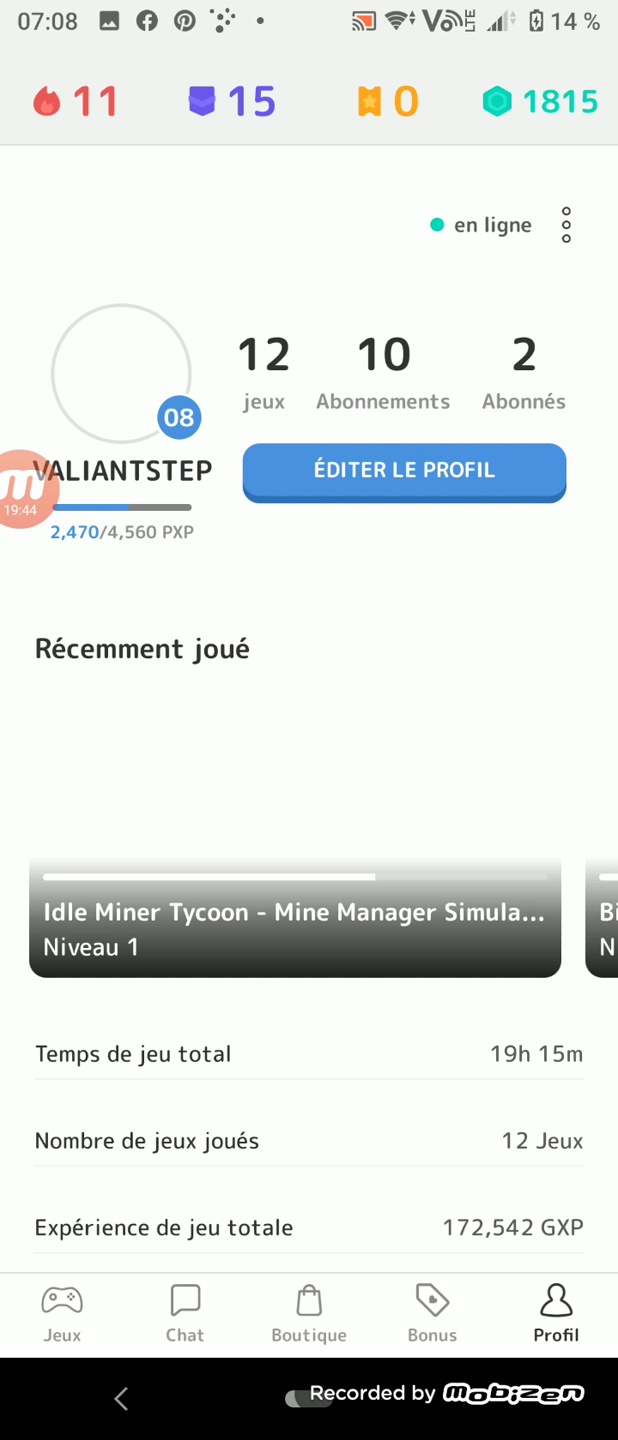 07:08 VoLTE 14 %
11 15 0 1815
en ligne
12 10 2
jeux Abonnements Abonnés
08
VALIANTSTEP
ÉDITER LE PROFIL
19:44
2,470/4,560 PXP
Récemment joué
Idle Miner Tycoon - Mine Manager Simula... Bi
Niveau 1 N
Temps de jeu total 19h 15m
Nombre de jeux joués 12 Jeux
Expérience de jeu totale 172,542 GXP
Jeux Chat Boutique Bonus Profil
Recorded by mobizen